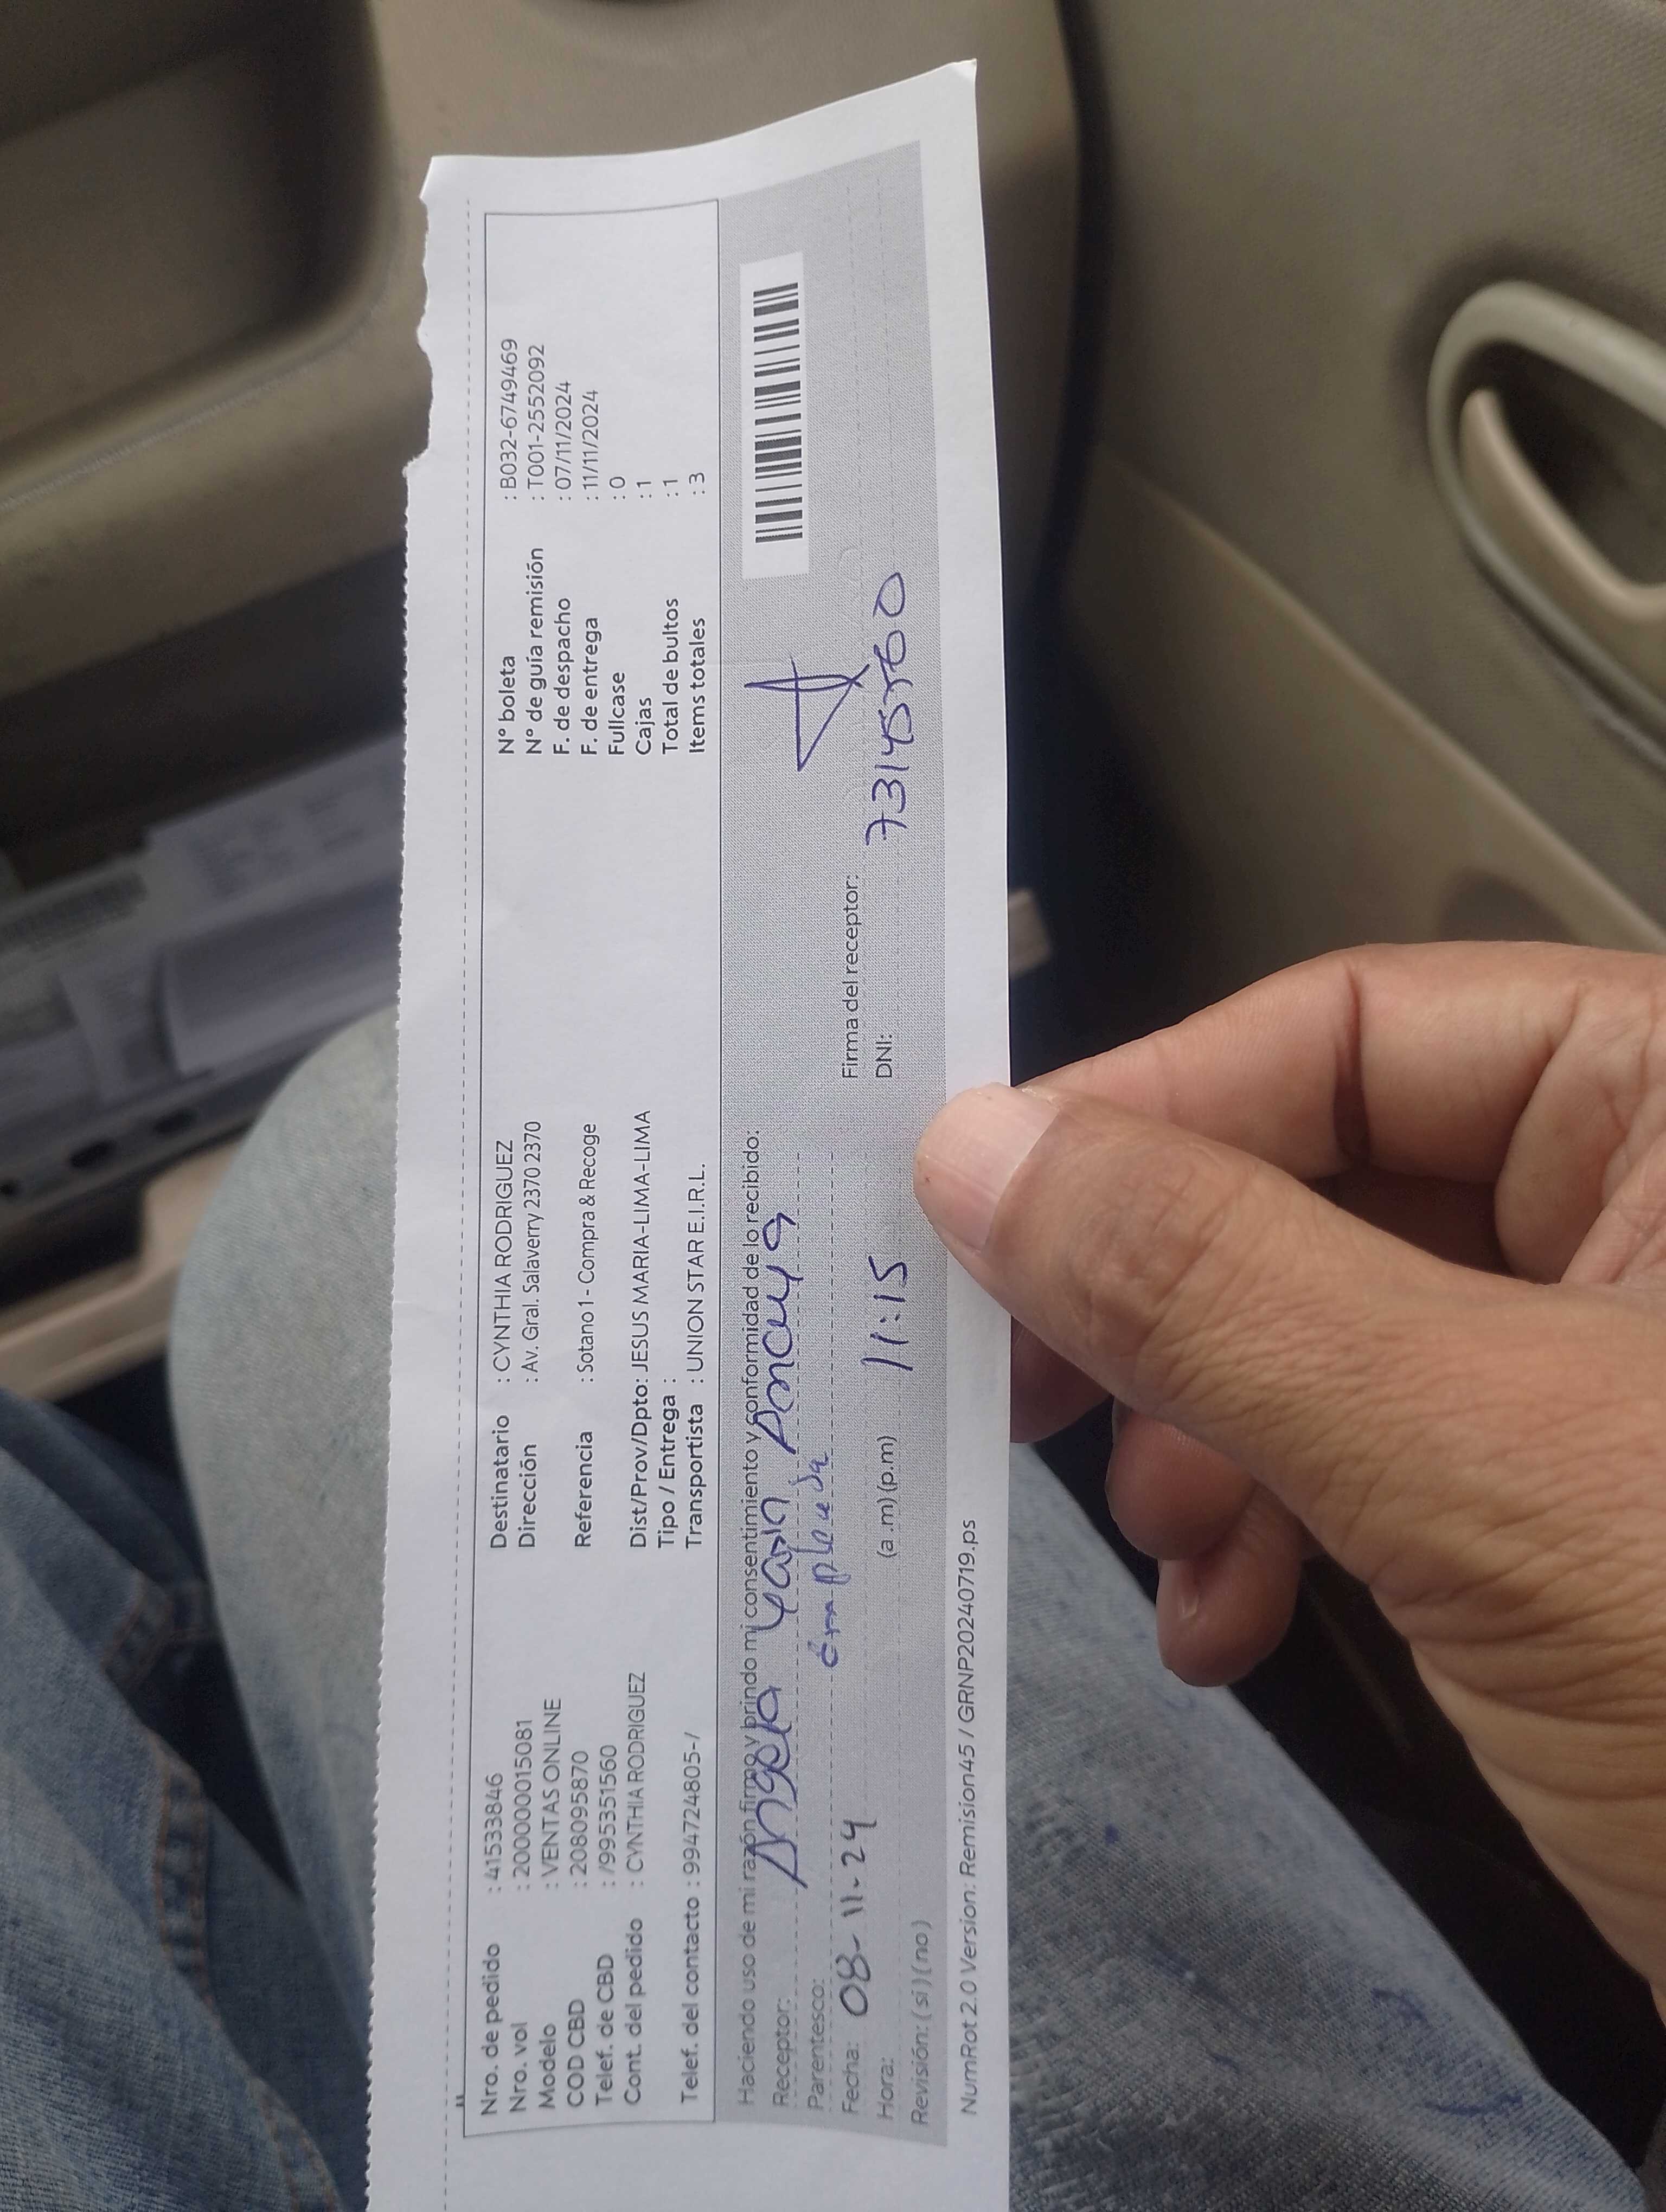 Nro. de pedido : 41533846
Nro. vol : 200000015081
Modelo : VENTAS ONLINE
COD CBD : 208095870
Telef. de CBD : /995351560
Cont. del pedido : CYNTHIA RODRIGUEZ
Telef. del contacto : 994724805-/
Destinatario : CYNTHIA RODRIGUEZ
Dirección : Av. Gral. Salaverry 2370 2370
Referencia : Sotano 1 - Compra & Recoge
Dist/Prov/Dpto: JESUS MARIA-LIMA-LIMA
Tipo / Entrega :
Transportista : UNION STAR E.I.R.L.
N° boleta : B032-6749469
N° de guía remisión : T001-2552092
F. de despacho : 07/11/2024
F. de entrega : 11/11/2024
Fullcase : 0
Cajas : 1
Total de bultos : 1
Items totales : 3
Haciendo uso de mi razón firmo y brindo mi consentimiento y conformidad de lo recibido:
Receptor: Angela Yarin Ancuya
Parentesco: empleada
Fecha: 08-11-24
Firma del receptor:
Hora: (a.m) (p.m) 1:15
DNI:
Revisión: ( si ) ( no )
NumRot 2.0 Version: Remision45 / GRNP20240719.ps